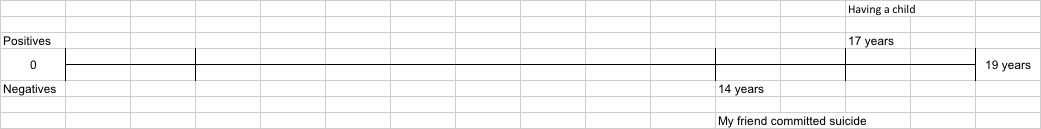 Having a child
Positives
17 years
0
19 years
Negatives
14 years
My friend committed suicide